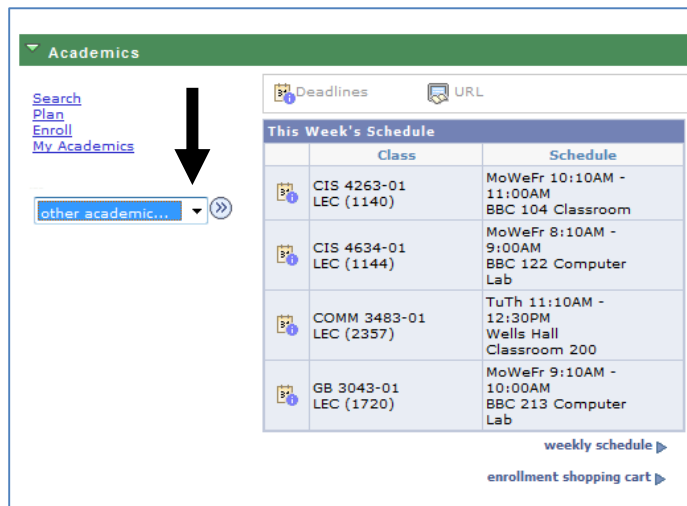 Academics
Search
Plan
Enroll
My Academics
other academic...
Deadlines
URL
This Week's Schedule
Class
Schedule
CIS 4263-01
LEC (1140)
MoWeFr 10:10AM -
11:00AM
BBC 104 Classroom
CIS 4634-01
LEC (1144)
MoWeFr 8:10AM -
9:00AM
BBC 122 Computer
Lab
COMM 3483-01
LEC (2357)
TuTh 11:10AM -
12:30PM
Wells Hall
Classroom 200
GB 3043-01
LEC (1720)
MoWeFr 9:10AM -
10:00AM
BBC 213 Computer
Lab
weekly schedule
enrollment shopping cart